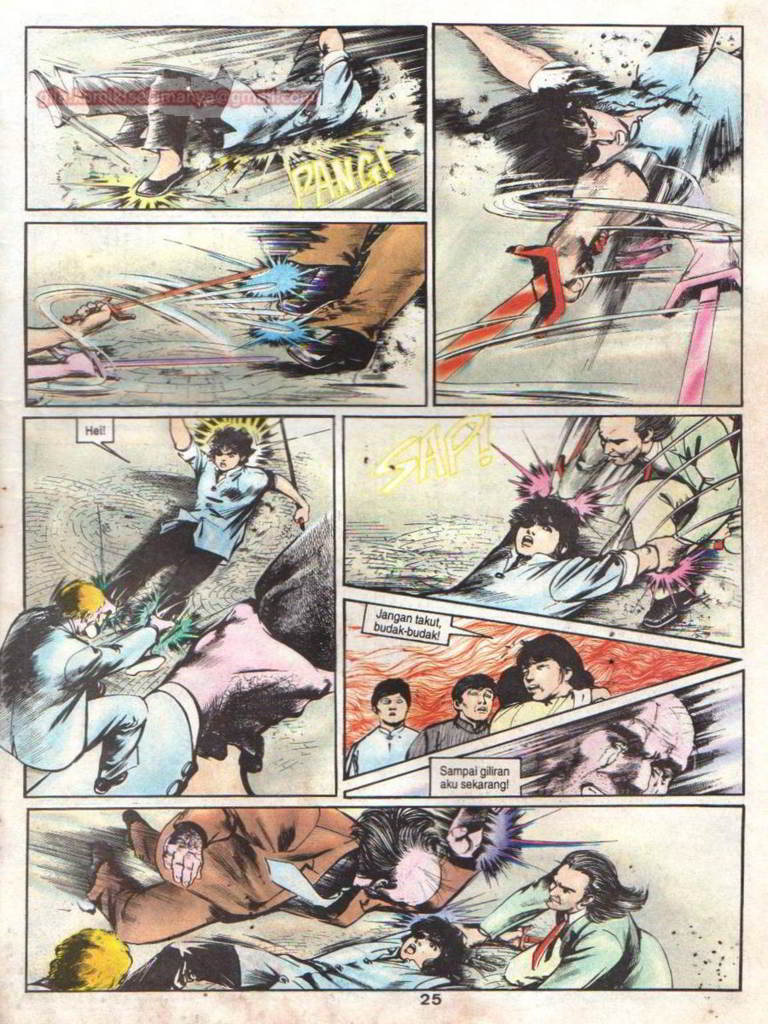 PANG!
Hei!
SAP!
Jangan takut,
budak-budak!
Sampai giliran
aku sekarang!
25